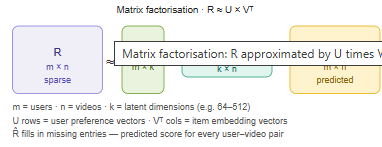 Matrix factorisation · R ≈ U × Vᵀ
R
m × n
sparse
≈
Matrix factorisation: R approximated by U times V
m × k
k × n
m × n
predicted
m = users · n = videos · k = latent dimensions (e.g. 64–512)
U rows = user preference vectors · Vᵀ cols = item embedding vectors
R̂ fills in missing entries — predicted score for every user–video pair